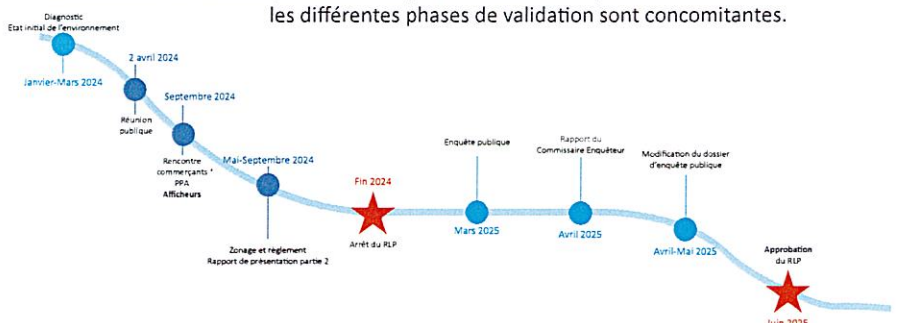 les différentes phases de validation sont concomitantes.
Diagnostic
Etat initial de l'environnement
Janvier-Mars 2024
2 avril 2024
Réunion
publique
Septembre 2024
Rencontre
commerçants *
PPA
Afficheurs
Mai-Septembre 2024
Zonage et règlement
Rapport de présentation partie 2
Fin 2024
Arrêt du RLP
Enquête publique
Mars 2025
Rapport du
Commissaire Enquêteur
Avril 2025
Modification du dossier
d'enquête publique
Avril-Mai 2025
Approbation
du RLP
Juin 2025